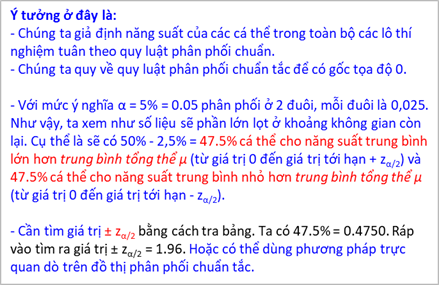 Ý tưởng ở đây là:
- Chúng ta giả định năng suất của các cá thể trong toàn bộ các lô thí
nghiệm tuân theo quy luật phân phối chuẩn.
- Chúng ta quy về quy luật phân phối chuẩn tắc để có gốc tọa độ 0.
- Với mức ý nghĩa α = 5% = 0.05 phân phối ở 2 đuôi, mỗi đuôi là 0,025.
Như vậy, ta xem như số liệu sẽ phần lớn lọt ở khoảng không gian còn
lại. Cụ thể là sẽ có 50% - 2,5% = 47.5% cá thể cho năng suất trung bình
lớn hơn trung bình tổng thể μ (từ giá trị 0 đến giá trị tới hạn + zα/2) và
47.5% cá thể cho năng suất trung bình nhỏ hơn trung bình tổng thể μ
(từ giá trị 0 đến giá trị tới hạn - zα/2).
- Cần tìm giá trị ± zα/2 bằng cách tra bảng. Ta có 47.5% = 0.4750. Ráp
vào tìm ra giá trị ± zα/2 = 1.96. Hoặc có thể dùng phương pháp trực
quan dò trên đồ thị phân phối chuẩn tắc.